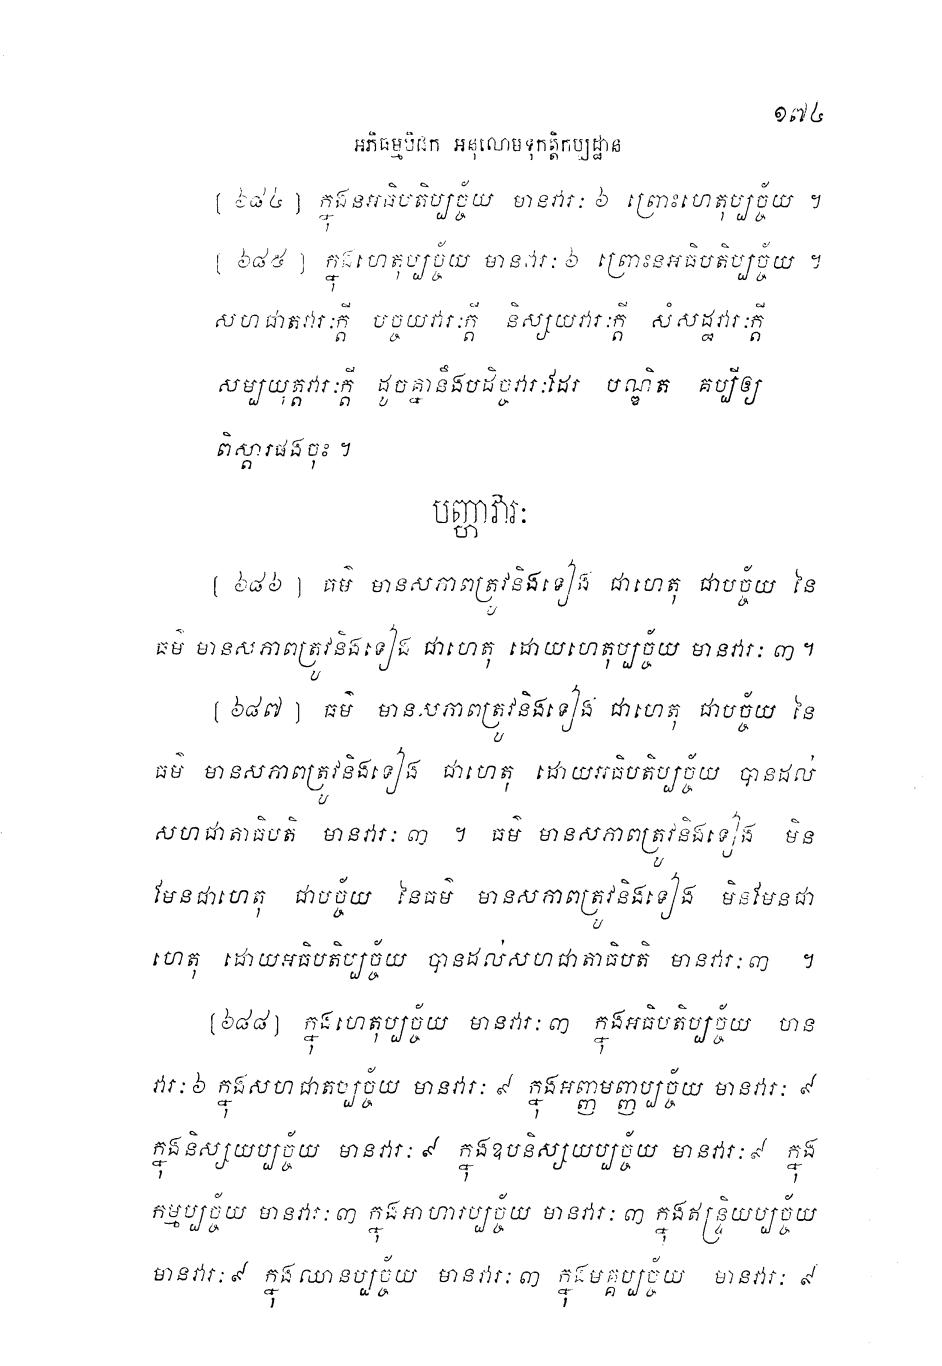 ១៧៤
អភិធម្មបិដក អនុលោមទុកត្តិកប្បដ្ឋាន
[ ៦៨៤ ] ក្នុងនអធិបតិប្បច្ច័យ មានវារៈ ៦ ព្រោះហេតុប្បច្ច័យ ។
[ ៦៨៥ ] ក្នុងហេតុប្បច្ច័យ មានវារៈ ៦ ព្រោះនអធិបតិប្បច្ច័យ ។
សហជាតវារៈក្តី បច្ចយវារៈក្តី និស្សយវារៈក្តី សំសដ្ឋវារៈក្តី
សម្បយុត្តវារៈក្តី ដូចគ្នានឹងបដិច្ចវារៈដែរ បណ្ឌិត គប្បីឲ្យ
ពិស្តារផងចុះ ។
បញ្ហាវារៈ
[ ៦៨៦ ] ធម៌ មានសភាពត្រូវនិងទៀង ជាហេតុ ជាបច្ច័យ នៃ
ធម៌ មានសភាពត្រូវនិងទៀង ជាហេតុ ដោយហេតុប្បច្ច័យ មានវារៈ ៣ ។
[ ៦៨៧ ] ធម៌ មានសភាពត្រូវនិងទៀង ជាហេតុ ជាបច្ច័យ នៃ
ធម៌ មានសភាពត្រូវនិងទៀង ជាហេតុ ដោយអធិបតិប្បច្ច័យ បានដល់
សហជាតាធិបតិ មានវារៈ ៣ ។ ធម៌ មានសភាពត្រូវនិងទៀង មិន
មែនជាហេតុ ជាបច្ច័យ នៃធម៌ មានសភាពត្រូវនិងទៀង មិនមែនជា
ហេតុ ដោយអធិបតិប្បច្ច័យ បានដល់សហជាតាធិបតិ មានវារៈ ៣ ។
[៦៨៨] ក្នុងហេតុប្បច្ច័យ មានវារៈ ៣ ក្នុងអធិបតិប្បច្ច័យ មាន
វារៈ ៦ ក្នុងសហជាតប្បច្ច័យ មានវារៈ ៩ ក្នុងអញ្ញមញ្ញប្បច្ច័យ មានវារៈ ៩
ក្នុងនិស្សយប្បច្ច័យ មានវារៈ ៩ ក្នុងឧបនិស្សយប្បច្ច័យ មានវារៈ ៩ ក្នុង
កម្មប្បច្ច័យ មានវារៈ ៣ ក្នុងអាហារប្បច្ច័យ មានវារៈ ៣ ក្នុងឥន្ទ្រិយប្បច្ច័យ
មានវារៈ ៩ ក្នុងឈានប្បច្ច័យ មានវារៈ ៣ ក្នុងមគ្គប្បច្ច័យ មានវារៈ ៩